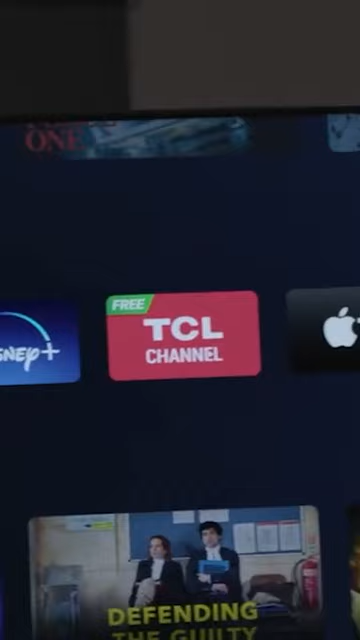 ONE
FREE
TCL
CHANNEL
DEFENDING
THE GUILTY